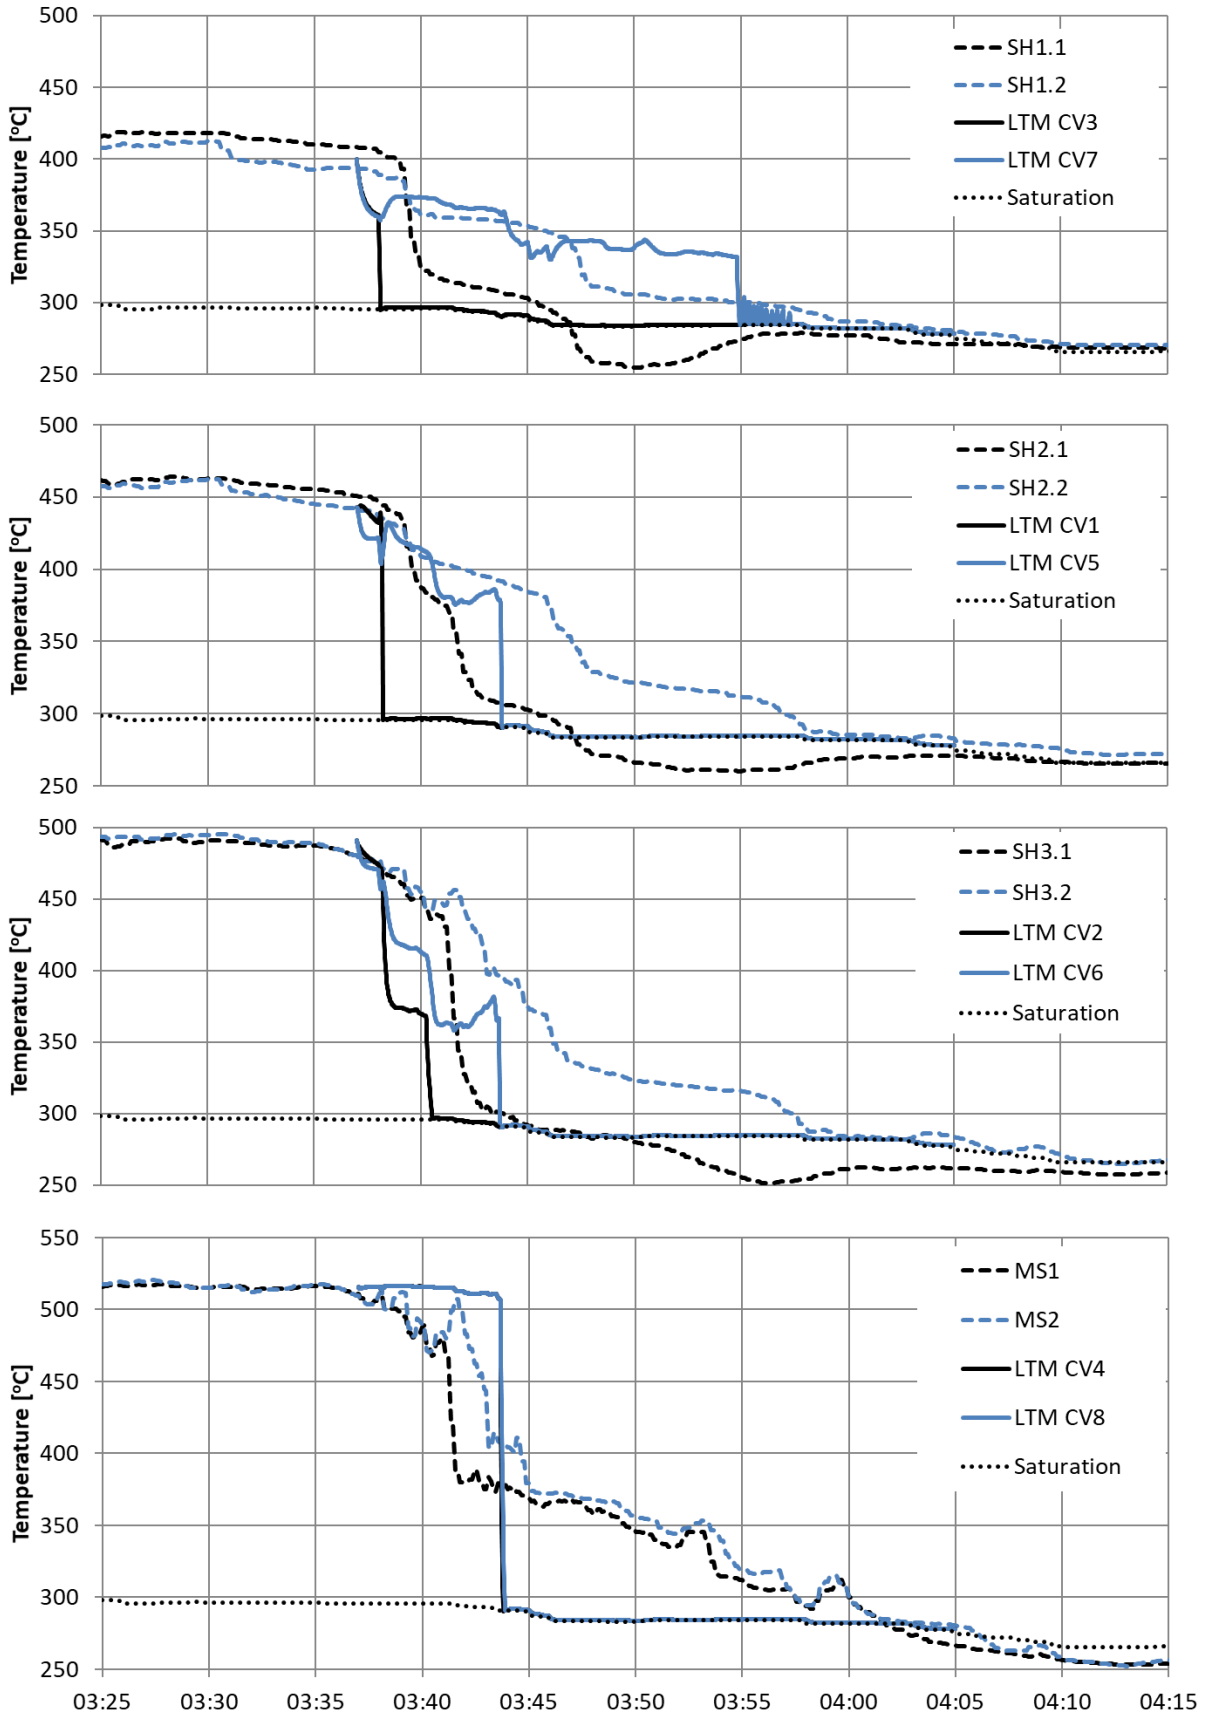 500
450
400
350
300
250
Temperature [°C]
SH1.1
SH1.2
LTM CV3
LTM CV7
Saturation
500
450
400
350
300
250
Temperature [°C]
SH2.1
SH2.2
LTM CV1
LTM CV5
Saturation
500
450
400
350
300
250
Temperature [°C]
SH3.1
SH3.2
LTM CV2
LTM CV6
Saturation
550
500
450
400
350
300
250
Temperature [°C]
MS1
MS2
LTM CV4
LTM CV8
Saturation
03:25 03:30 03:35 03:40 03:45 03:50 03:55 04:00 04:05 04:10 04:15